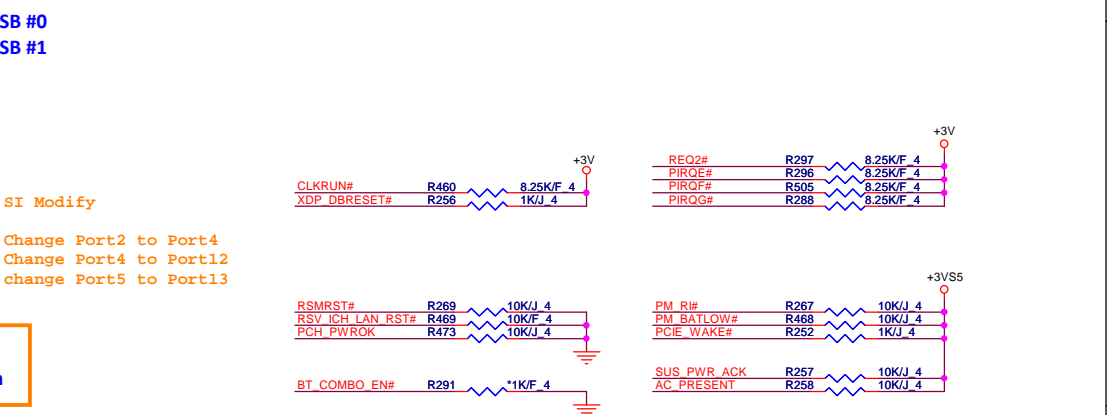 SB #0
SB #1
SI Modify
Change Port2 to Port4
Change Port4 to Port12
change Port5 to Port13
+3V
CLKRUN# R460 8.25K/F_4
XDP_DBRESET# R256 1K/J_4
+3V
REQ2# R297 8.25K/F_4
PIRQE# R296 8.25K/F_4
PIRQF# R505 8.25K/F_4
PIRQG# R288 8.25K/F_4
RSMRST# R269 10K/J_4
RSV_ICH_LAN_RST# R469 10K/F_4
PCH_PWROK R473 10K/J_4
BT_COMBO_EN# R291 *1K/F_4
+3VS5
PM_RI# R267 10K/J_4
PM_BATLOW# R468 10K/J_4
PCIE_WAKE# R252 1K/J_4
SUS_PWR_ACK R257 10K/J_4
AC_PRESENT R258 10K/J_4